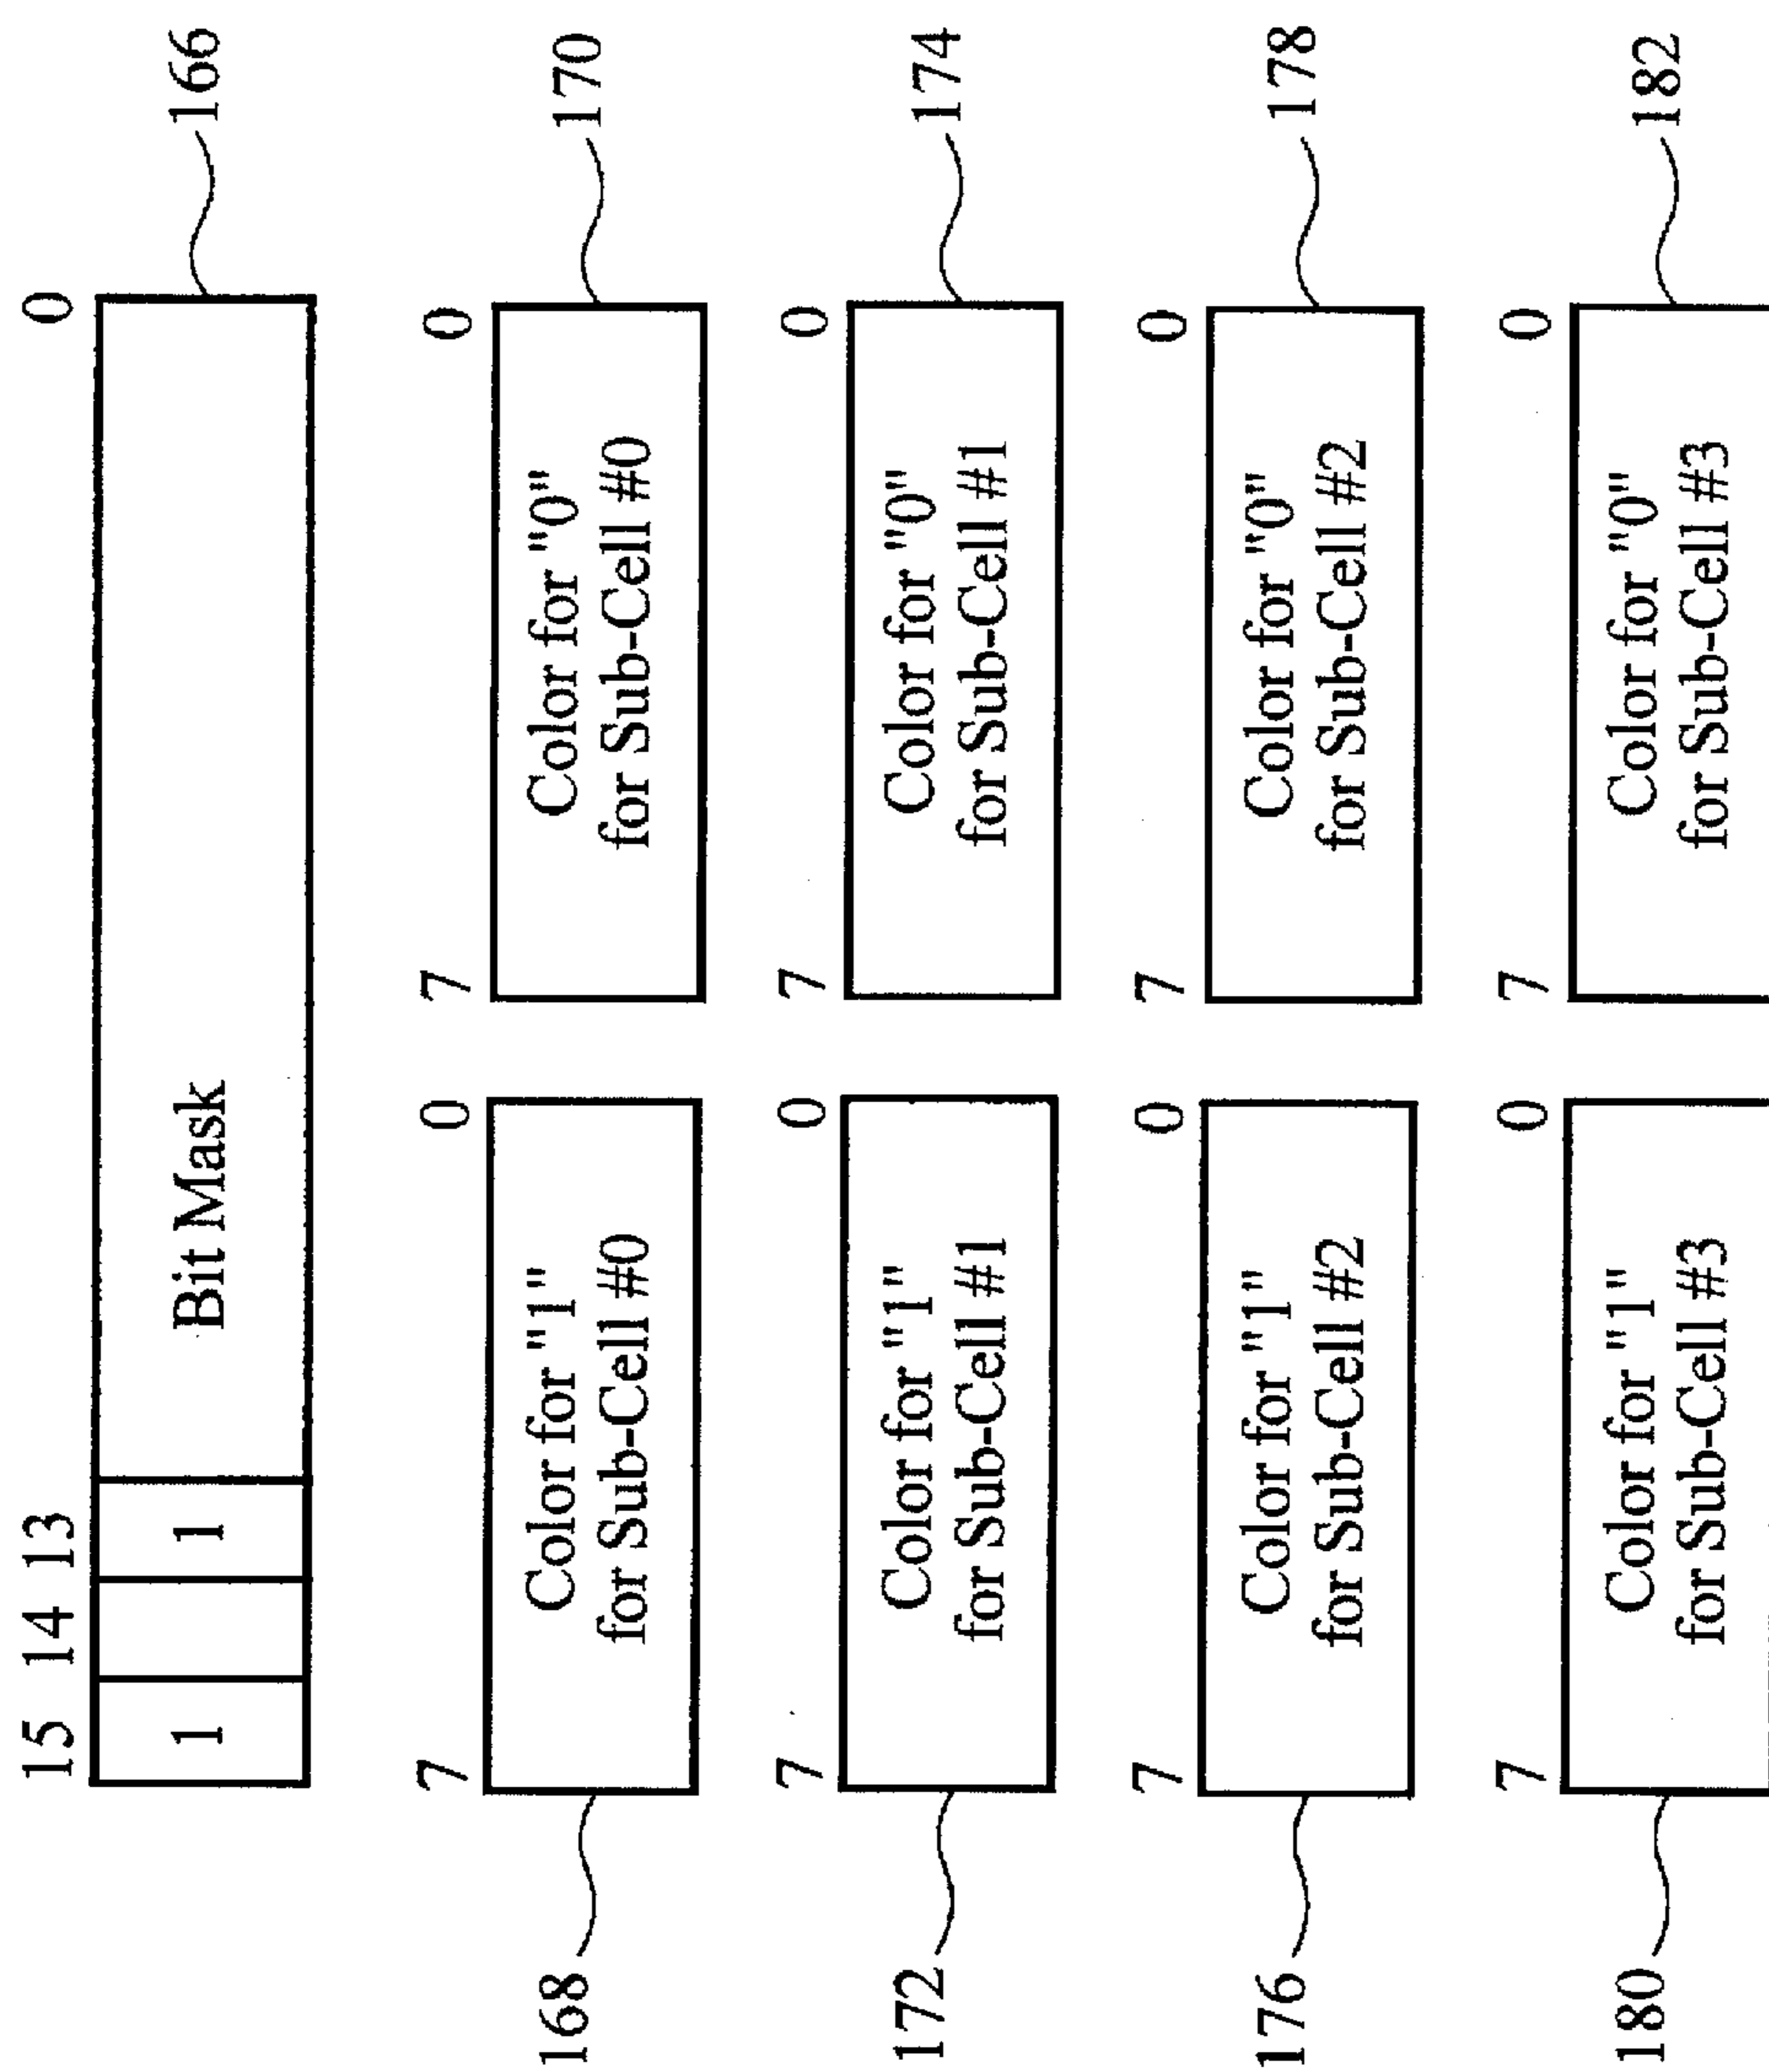 15 14 13 0
1 1 Bit Mask 166
7 0 7 0
168 Color for "1" for Sub-Cell #0
Color for "0" for Sub-Cell #0 170
7 0 7 0
172 Color for "1" for Sub-Cell #1
Color for "0" for Sub-Cell #1 174
7 0 7 0
176 Color for "1" for Sub-Cell #2
Color for "0" for Sub-Cell #2 178
7 0 7 0
180 Color for "1" for Sub-Cell #3
Color for "0" for Sub-Cell #3 182